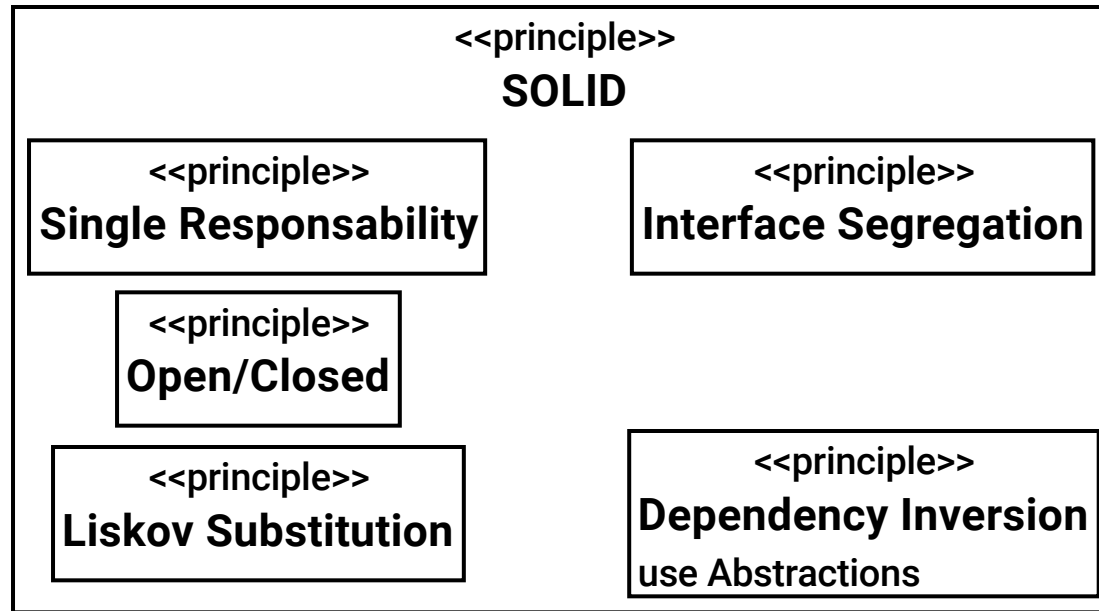 <<principle>>
SOLID
<<principle>>
Single Responsability
<<principle>>
Interface Segregation
<<principle>>
Open/Closed
<<principle>>
Liskov Substitution
<<principle>>
Dependency Inversion
use Abstractions